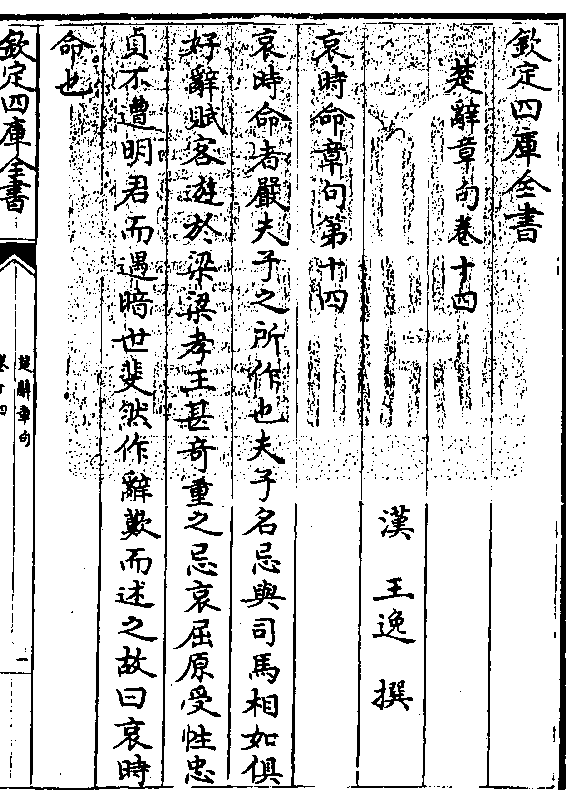 欽定四庫全書
楚辭章句卷十四
漢 王逸 撰
哀時命章句第十四
哀時命者嚴夫子之所作也夫子名忌與司馬相如俱
好辭賦客遊於梁梁孝王甚奇重之忌哀屈原受性忠
貞不遭明君而遇暗世斐然作辭歎而述之故曰哀時
命也
欽定四庫全書
楚辭章句
卷十四
一